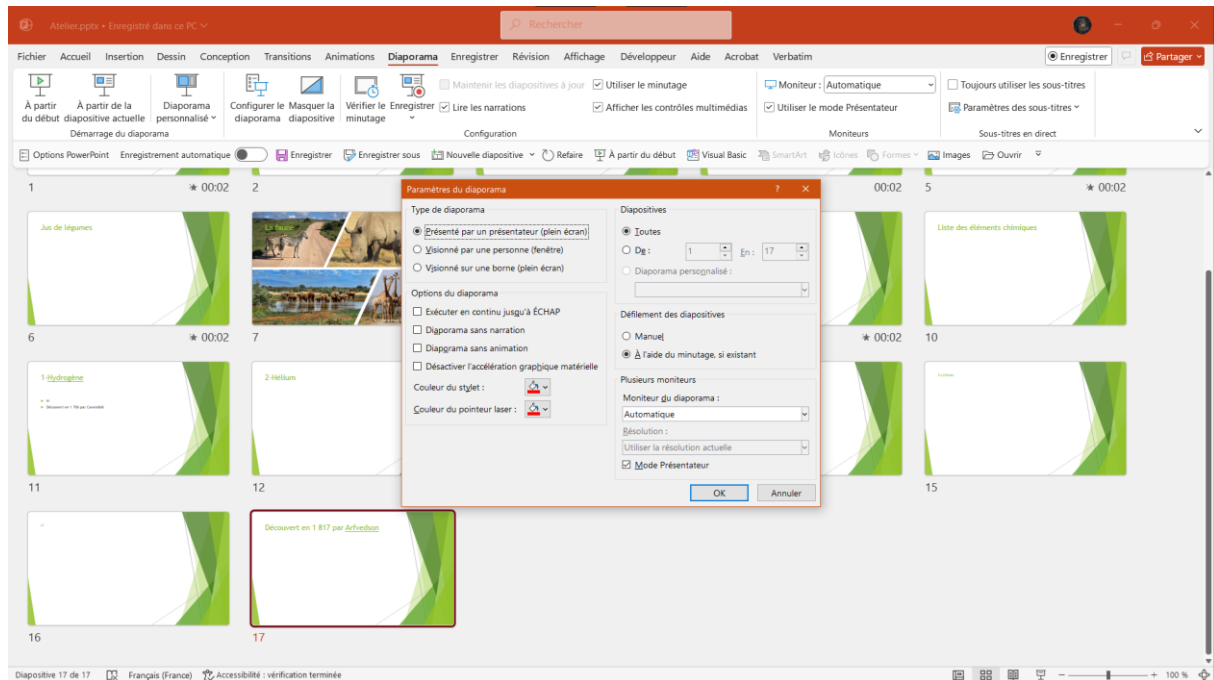 Atelier.pptx • Enregistré dans ce PC
Rechercher
Fichier Accueil Insertion Dessin Conception Transitions Animations Diaporama Enregistrer Révision Affichage Développeur Aide Acrobat Verbatim
Enregistrer
Partager
À partir du début
À partir de la diapositive actuelle
Diaporama personnalisé
Démarrage du diaporama
Configurer le diaporama
Masquer la diapositive
Vérifier le minutage
Enregistrer
Maintenir les diapositives à jour
Lire les narrations
Utiliser le minutage
Afficher les contrôles multimédias
Configuration
Moniteur : Automatique
Utiliser le mode Présentateur
Moniteurs
Toujours utiliser les sous-titres
Paramètres des sous-titres
Sous-titres en direct
Options PowerPoint Enregistrement automatique Enregistrer Enregistrer sous Nouvelle diapositive Refaire À partir du début Visual Basic SmartArt Icônes Formes Images Ouvrir
1 00:02 2 00:02 5 00:02
Paramètres du diaporama ? ×
Type de diaporama
Présenté par un présentateur (plein écran)
Visionné par une personne (fenêtre)
Visionné sur une borne (plein écran)
Options du diaporama
Exécuter en continu jusqu'à ÉCHAP
Diaporama sans narration
Diaporama sans animation
Désactiver l'accélération graphique matérielle
Couleur du stylet :
Couleur du pointeur laser :
Diapositives
Toutes
De : 1 En : 17
Diaporama personnalisé :
Défilement des diapositives
Manuel
À l'aide du minutage, si existant
Plusieurs moniteurs
Moniteur du diaporama :
Automatique
Résolution :
Utiliser la résolution actuelle
Mode Présentateur
OK Annuler
Jus de légumes
La faune
Liste des éléments chimiques
6 00:02 7 00:02 10
1-Hydrogène
H
Découvert en 1 766 par Cavendish
2-Hélium
11 12 15
Découvert en 1 817 par Arfvedson
16 17
Diapositive 17 de 17 Français (France) Accessibilité : vérification terminée 100 %